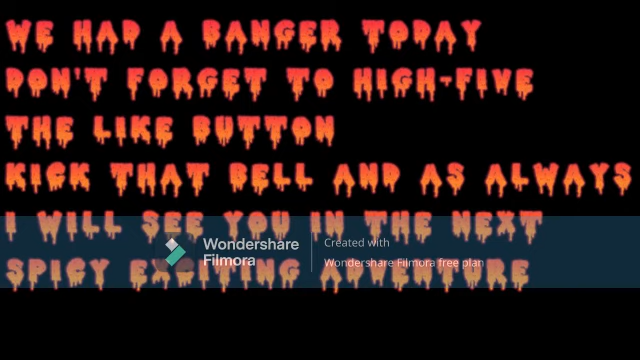 WE HAD A BANGER TODAY
DON'T FORGET TO HIGH-FIVE
THE LIKE BUTTON
KICK THAT BELL AND AS ALWAYS
I WILL SEE YOU IN THE NEXT
SPICY EXCITING ADVENTURE
Wondershare
Filmora
Created with
Wondershare Filmora free plan